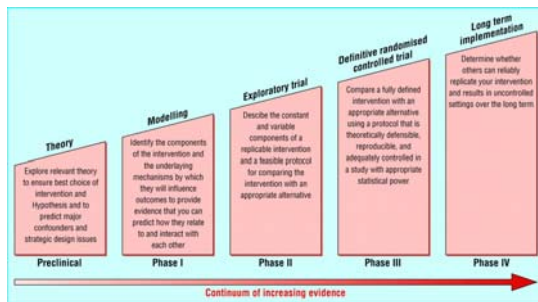 Theory
Explore relevant theory
to ensure best choice of
intervention and
Hypothesis and to
predict major
confounders and
strategic design issues
Preclinical
Modelling
Identify the components
of the intervention and
the underlaying
mechanisms by which
they will influence
outcomes to provide
evidence that you can
predict how they relate
to and interact with
each other
Phase I
Exploratory trial
Descibe the constant
and variable
components of a
replicable intervention
and a feasible protocol
for comparing the
intervention with an
appropriate alternative
Phase II
Definitive randomised
controlled trial
Compare a fully defined
intervention with an
appropriate alternative
using a protocol that is
theoretically defensible,
reproducible, and
adequately controlled in
a study with appropriate
statistical power
Phase III
Long term
implementation
Determine whether
others can reliably
replicate your intervention
and results in uncontrolled
settings over the long term
Phase IV
Continuum of increasing evidence